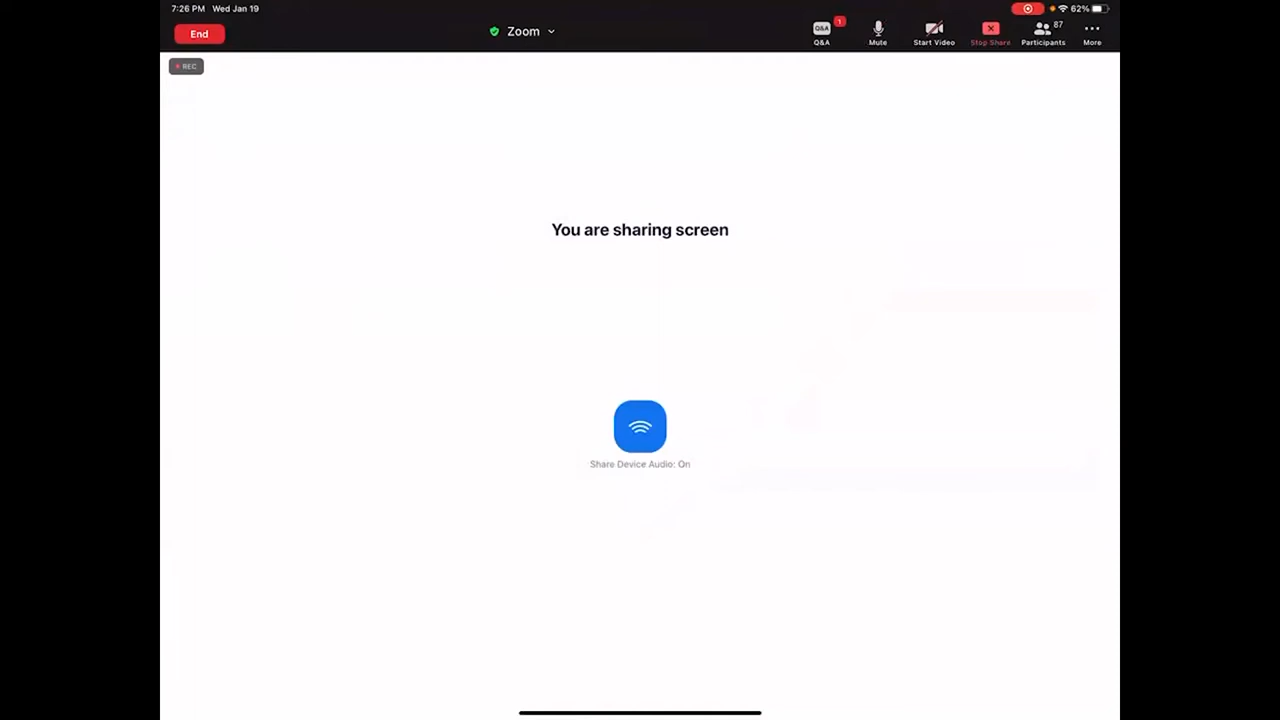 7:26 PM Wed Jan 19
62%
End
Zoom
Q&A
1
Q&A
Mute
Start Video
Stop Share
87
Participants
More
REC
You are sharing screen
Share Device Audio: On